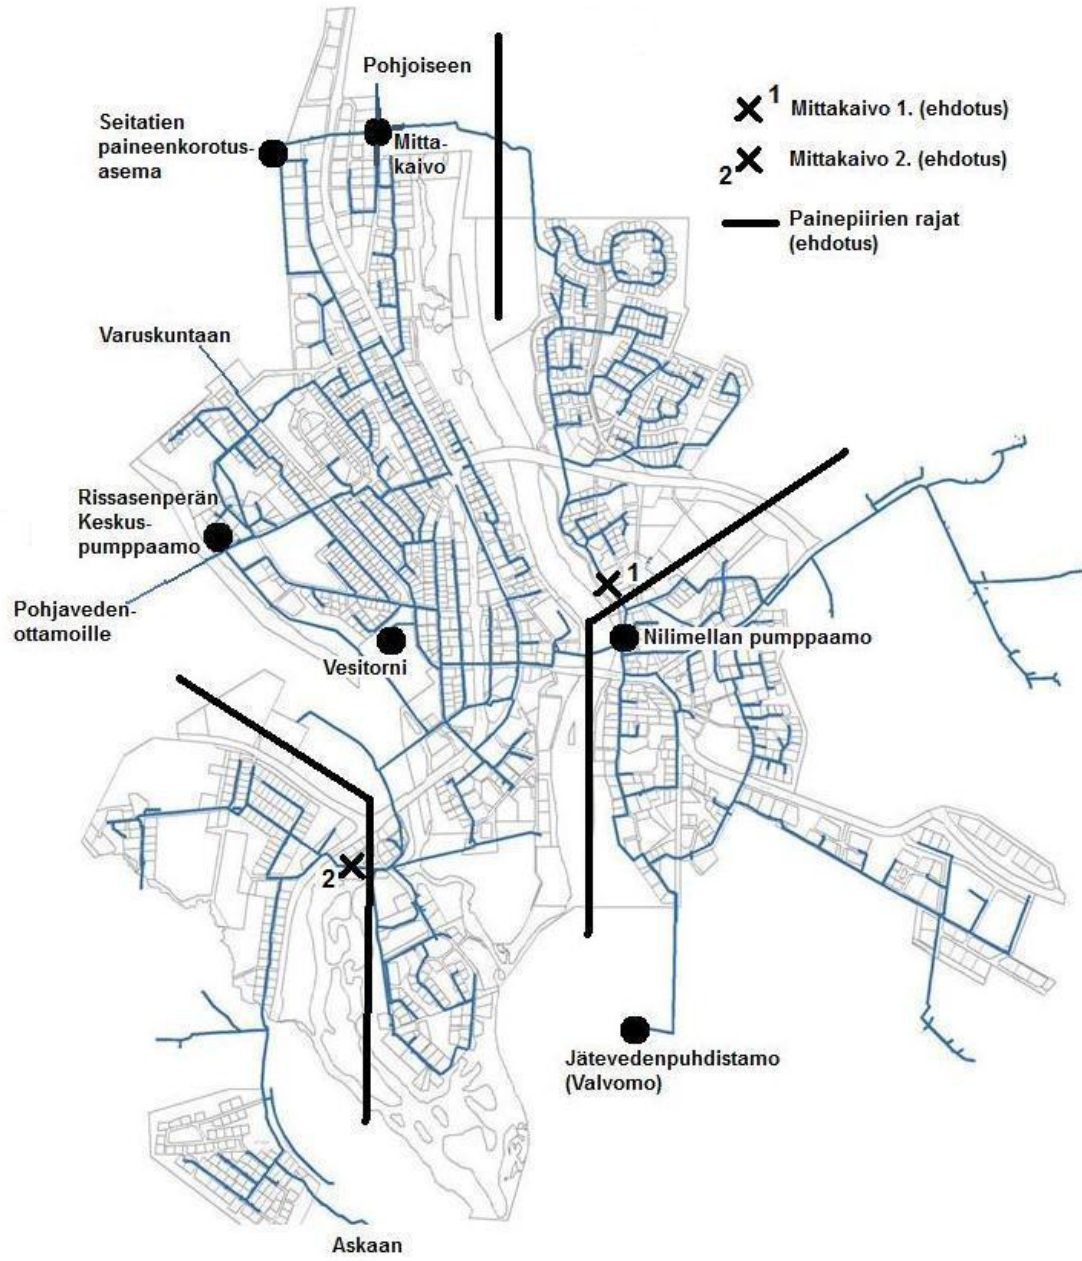 Pohjoiseen
1
Mittakaivo 1. (ehdotus)
Seitatien
paineenkorotus-
asema
Mitta-
kaivo
2
Mittakaivo 2. (ehdotus)
Painepiirien rajat
(ehdotus)
Varuskuntaan
Rissasenperän
Keskus-
pumppaamo
1
Pohjaveden-
ottamoille
Nilimellan pumppaamo
Vesitorni
2
Jätevedenpuhdistamo
(Valvomo)
Askaan